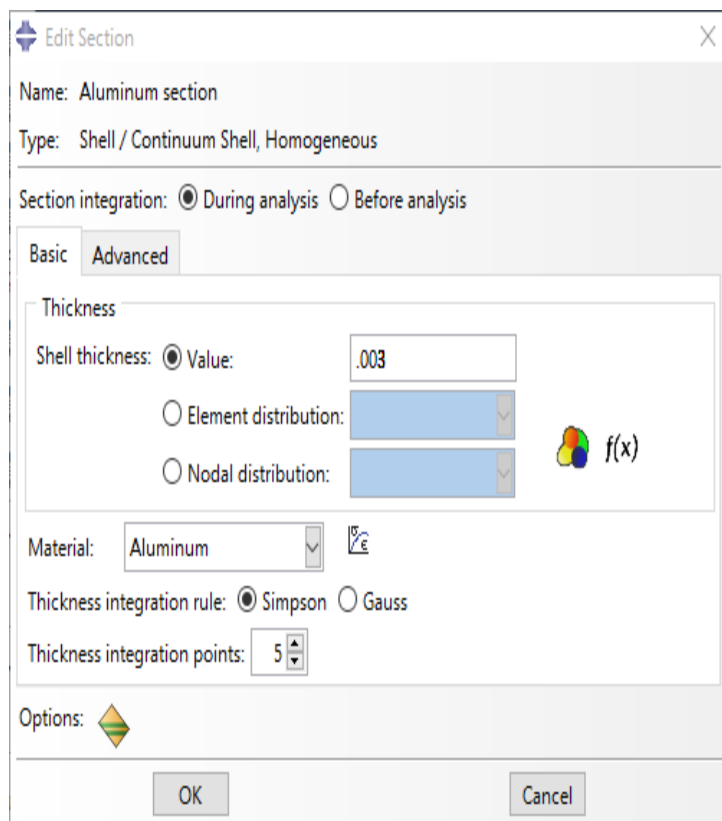 Edit Section
Name: Aluminum section
Type: Shell / Continuum Shell, Homogeneous
Section integration: During analysis Before analysis
Basic Advanced
Thickness
Shell thickness: Value: .003
Element distribution:
f(x)
Nodal distribution:
Material: Aluminum σ ε
Thickness integration rule: Simpson Gauss
Thickness integration points: 5
Options:
OK Cancel